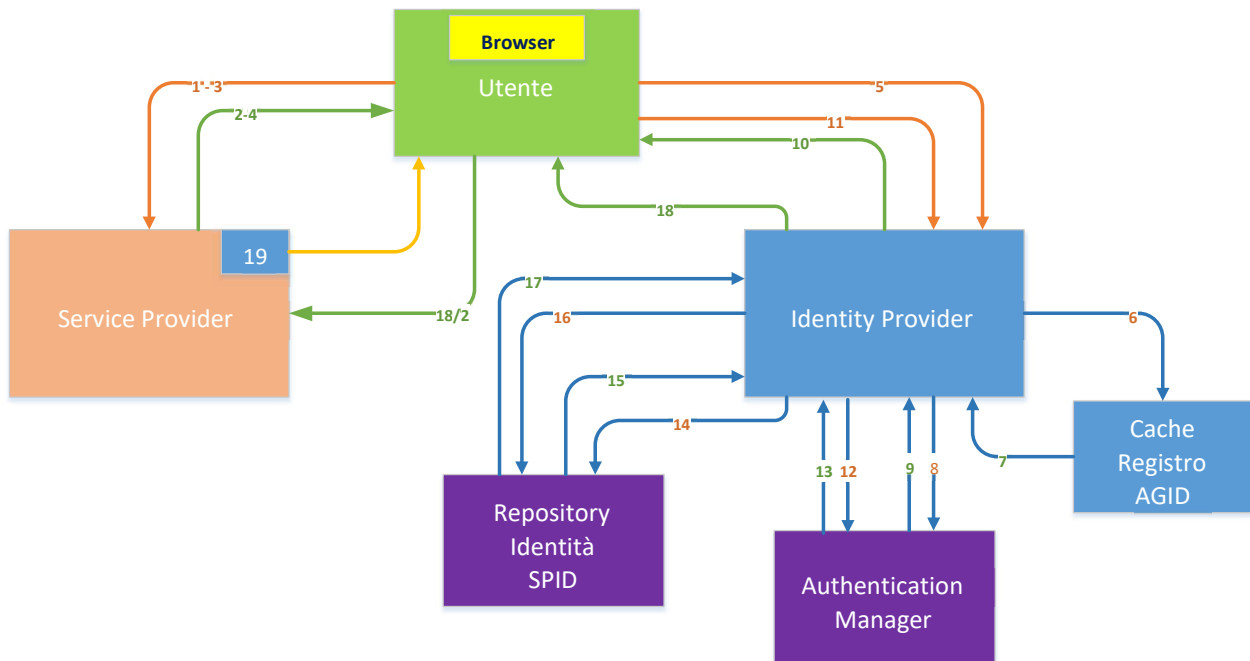 Browser
Utente
1 - 3
2-4
5
11
10
18
19
Service Provider
18/2
17
16
15
14
Identity Provider
6
7
13
12
9
8
Cache
Registro
AGID
Repository
Identità
SPID
Authentication
Manager